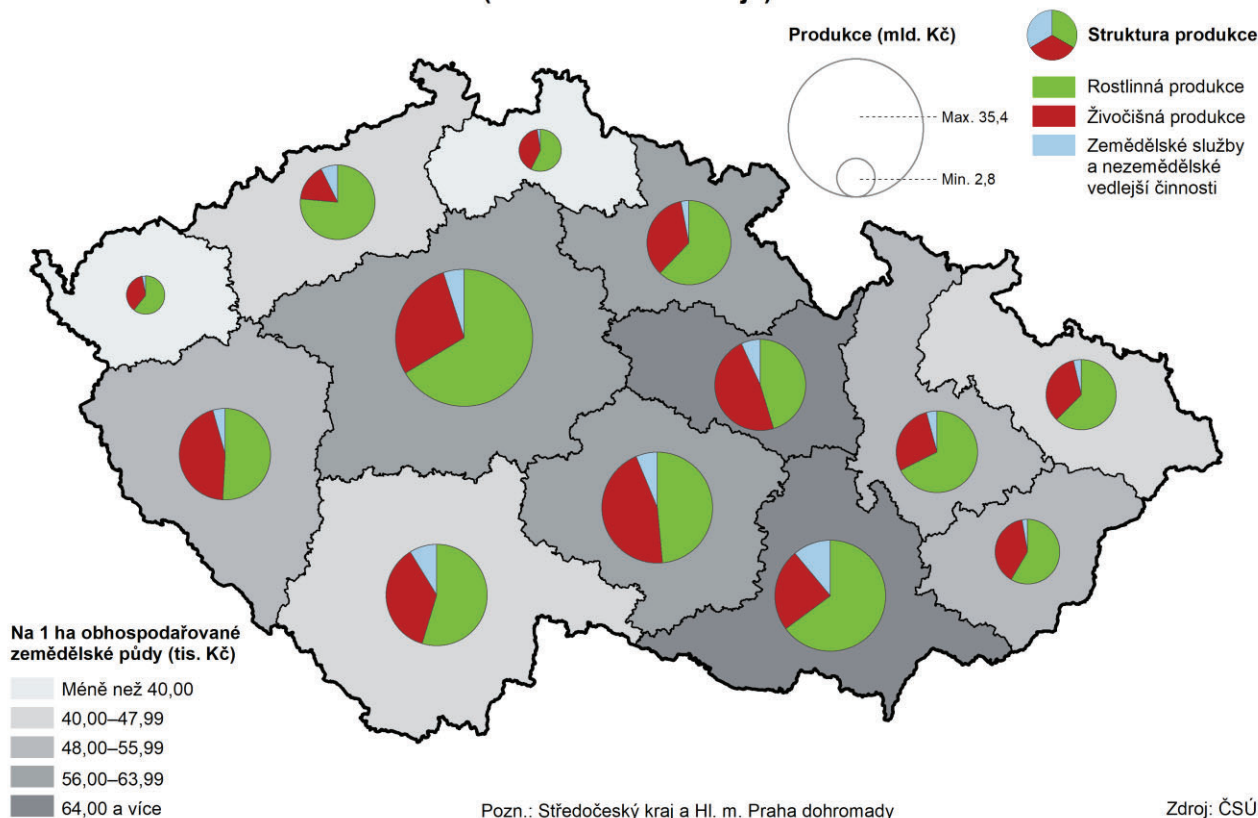 Produkce (mld. Kč)
Max. 35,4
Min. 2,8
Struktura produkce
Rostlinná produkce
Živočišná produkce
Zemědělské služby
a nezemědělské
vedlejší činnosti
Na 1 ha obhospodařované
zemědělské půdy (tis. Kč)
Méně než 40,00
40,00–47,99
48,00–55,99
56,00–63,99
64,00 a více
Pozn.: Středočeský kraj a Hl. m. Praha dohromady
Zdroj: ČSÚ